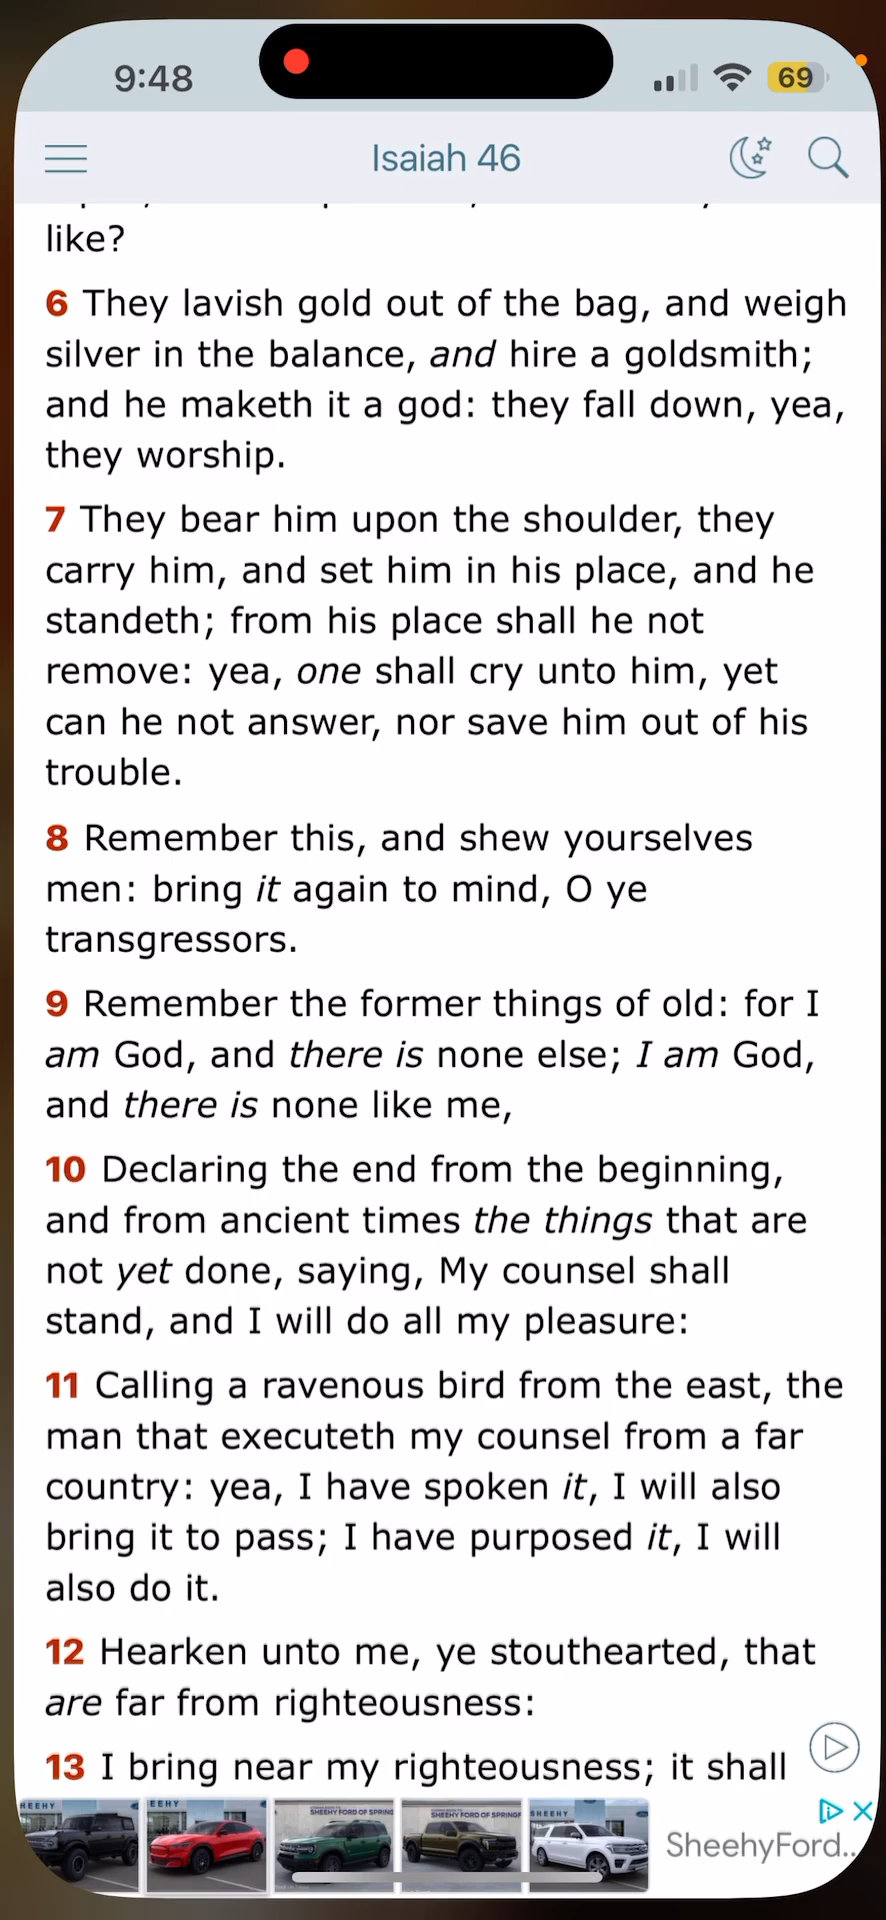 9:48
69
Isaiah 46
like?
6 They lavish gold out of the bag, and weigh
silver in the balance, and hire a goldsmith;
and he maketh it a god: they fall down, yea,
they worship.
7 They bear him upon the shoulder, they
carry him, and set him in his place, and he
standeth; from his place shall he not
remove: yea, one shall cry unto him, yet
can he not answer, nor save him out of his
trouble.
8 Remember this, and shew yourselves
men: bring it again to mind, O ye
transgressors.
9 Remember the former things of old: for I
am God, and there is none else; I am God,
and there is none like me,
10 Declaring the end from the beginning,
and from ancient times the things that are
not yet done, saying, My counsel shall
stand, and I will do all my pleasure:
11 Calling a ravenous bird from the east, the
man that executeth my counsel from a far
country: yea, I have spoken it, I will also
bring it to pass; I have purposed it, I will
also do it.
12 Hearken unto me, ye stouthearted, that
are far from righteousness:
13 I bring near my righteousness; it shall
SHEEHY FORD OF SPRING
SHEEHY FORD OF SPRINGF
SHEEHY
SheehyFord..